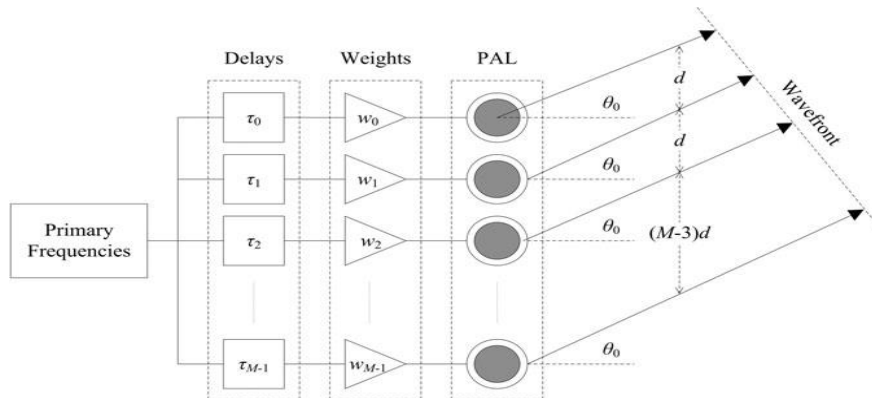 Delays Weights PAL
τ0 w0 θ0 d
τ1 w1 θ0 d
Primary
Frequencies
τ2 w2 θ0 (M-3)d
τM-1 wM-1 θ0
Wavefront